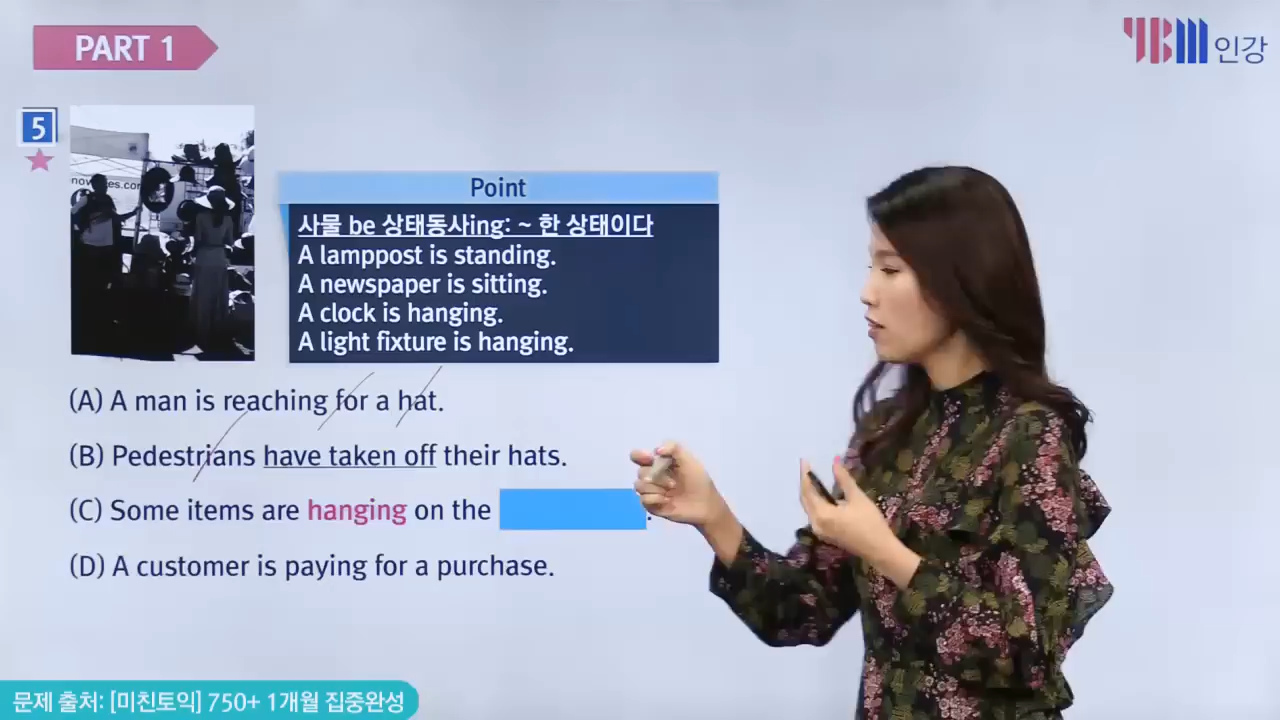 PART 1
YBM 인강
5
Point
사물 be 상태동사ing: ~ 한 상태이다
A lamppost is standing.
A newspaper is sitting.
A clock is hanging.
A light fixture is hanging.
(A) A man is reaching for a hat.
(B) Pedestrians have taken off their hats.
(C) Some items are hanging on the .
(D) A customer is paying for a purchase.
문제 출처: [미친토익] 750+ 1개월 집중완성